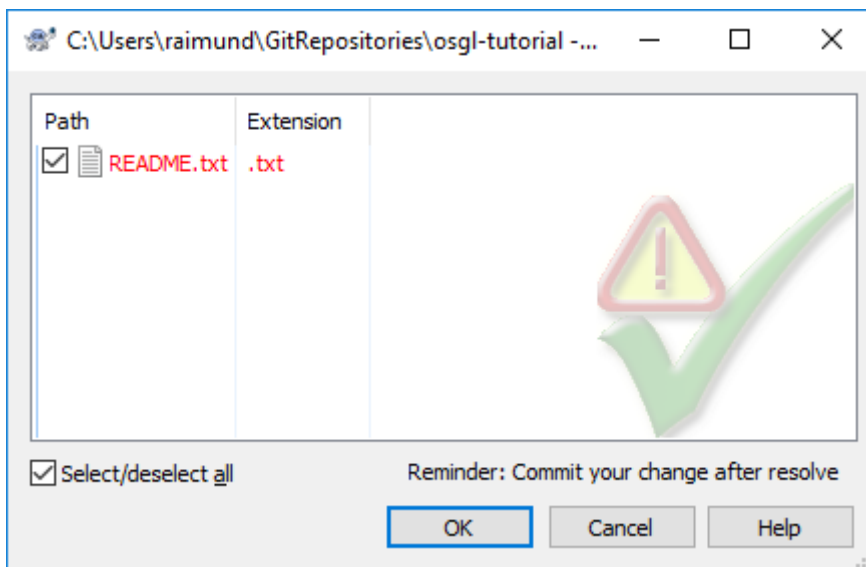 C:\Users\raimund\GitRepositories\osgl-tutorial -...
Path Extension
README.txt .txt
Select/deselect all Reminder: Commit your change after resolve
OK Cancel Help